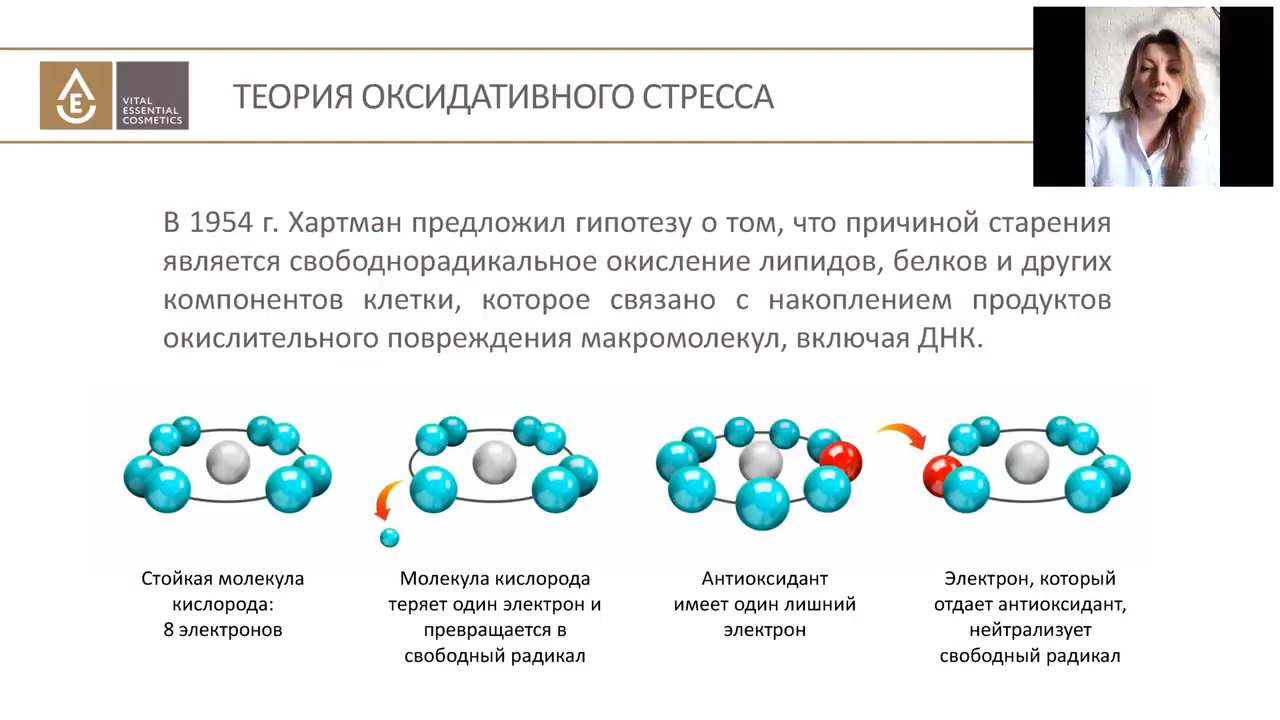 VITAL
ESSENTIAL
COSMETICS
ТЕОРИЯ ОКСИДАТИВНОГО СТРЕССА
В 1954 г. Хартман предложил гипотезу о том, что причиной старения
является свободнорадикальное окисление липидов, белков и других
компонентов клетки, которое связано с накоплением продуктов
окислительного повреждения макромолекул, включая ДНК.
Стойкая молекула
кислорода:
8 электронов
Молекула кислорода
теряет один электрон и
превращается в
свободный радикал
Антиоксидант
имеет один лишний
электрон
Электрон, который
отдает антиоксидант,
нейтрализует
свободный радикал